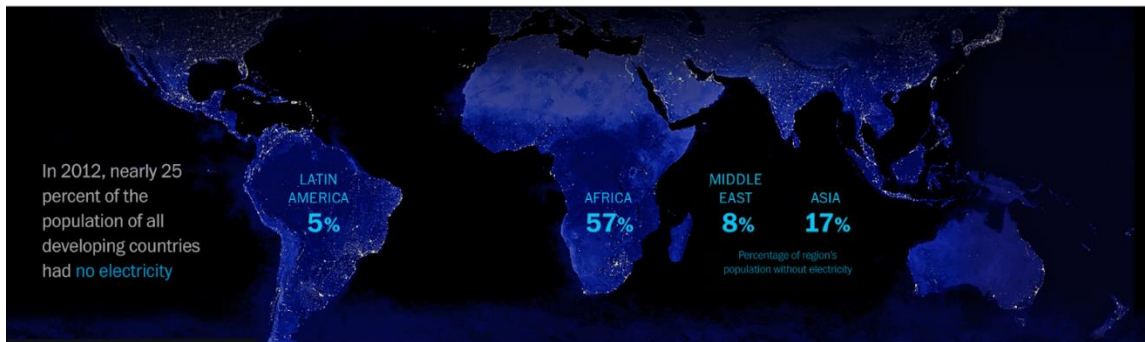 In 2012, nearly 25
percent of the
population of all
developing countries
had no electricity
LATIN
AMERICA
5%
AFRICA
57%
MIDDLE
EAST
8%
ASIA
17%
Percentage of region's
population without electricity